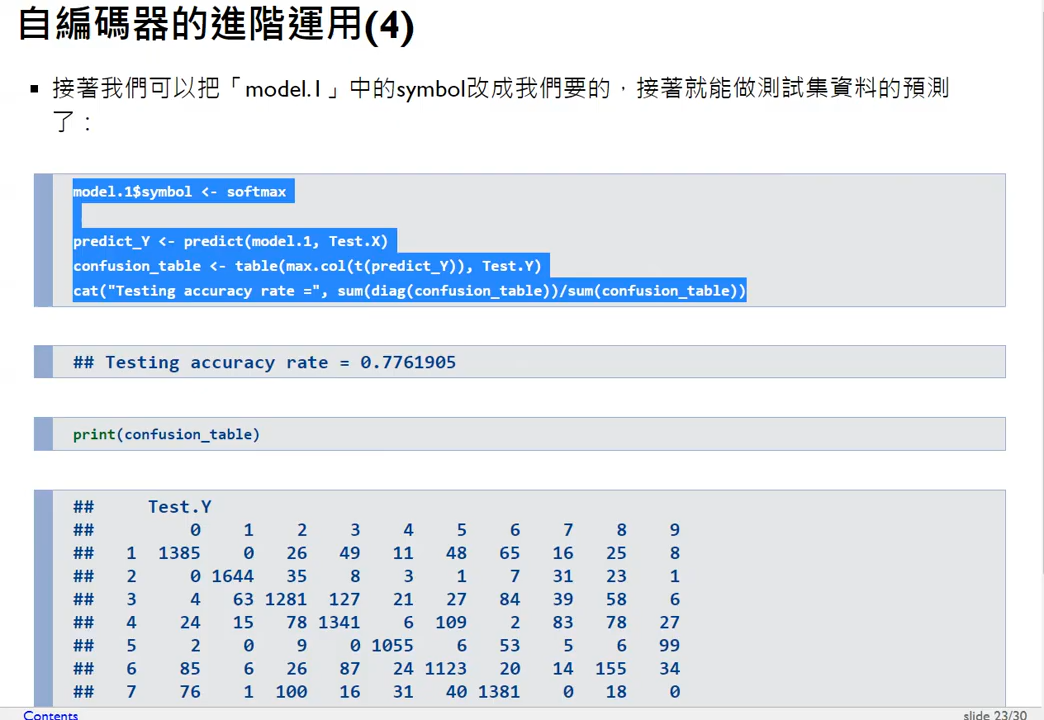 自編碼器的進階運用(4)
接著我們可以把「model.1」中的symbol改成我們要的，接著就能做測試集資料的預測
了：
model.1$symbol <- softmax
predict_Y <- predict(model.1, Test.X)
confusion_table <- table(max.col(t(predict_Y)), Test.Y)
cat("Testing accuracy rate =", sum(diag(confusion_table))/sum(confusion_table))
## Testing accuracy rate = 0.7761905
print(confusion_table)
## Test.Y
## 0 1 2 3 4 5 6 7 8 9
## 1 1385 0 26 49 11 48 65 16 25 8
## 2 0 1644 35 8 3 1 7 31 23 1
## 3 4 63 1281 127 21 27 84 39 58 6
## 4 24 15 78 1341 6 109 2 83 78 27
## 5 2 0 9 0 1055 6 53 5 6 99
## 6 85 6 26 87 24 1123 20 14 155 34
## 7 76 1 100 16 31 40 1381 0 18 0
Contents
slide 23/30